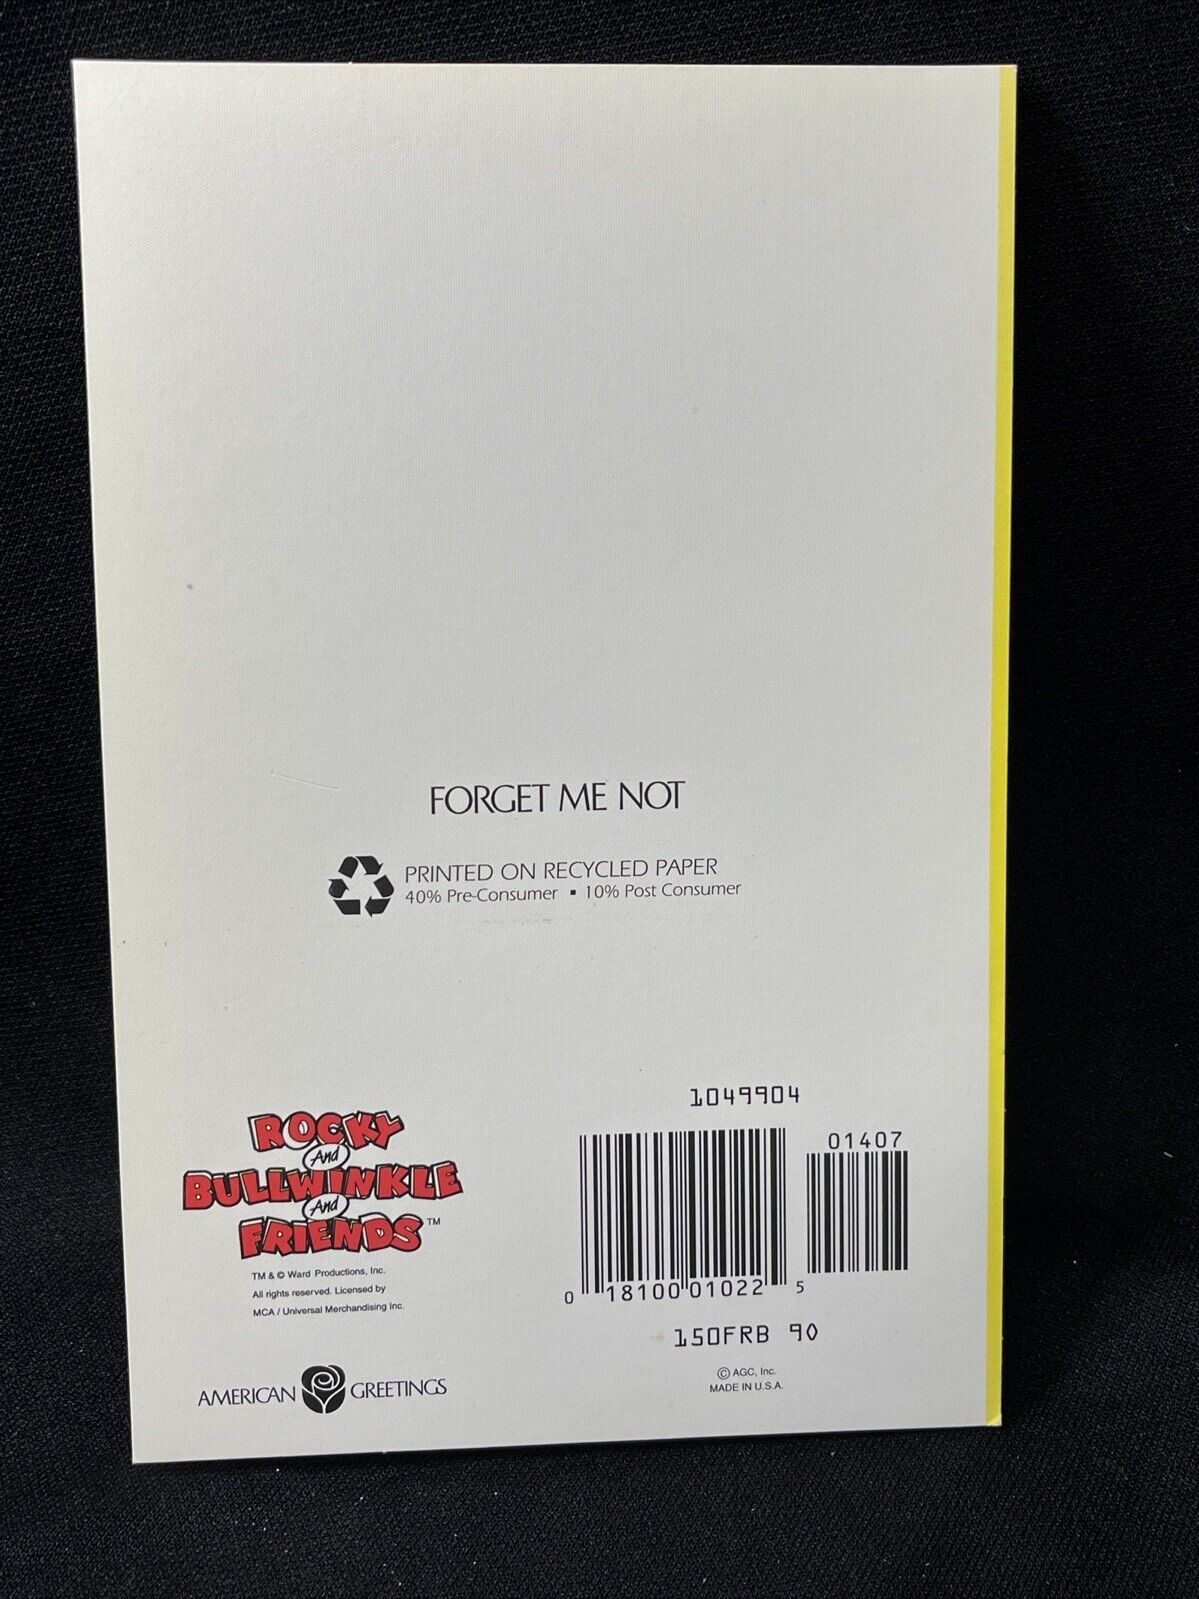 FORGET ME NOT
PRINTED ON RECYCLED PAPER
40% Pre-Consumer ▪ 10% Post Consumer
ROCKY
And
BULLWINKLE
And
FRIENDS™
TM & © Ward Productions, Inc.
All rights reserved. Licensed by
MCA / Universal Merchandising Inc.
AMERICAN GREETINGS
1049904
01407
0 18100 01022 5
150FRB 90
© AGC, Inc.
MADE IN U.S.A.